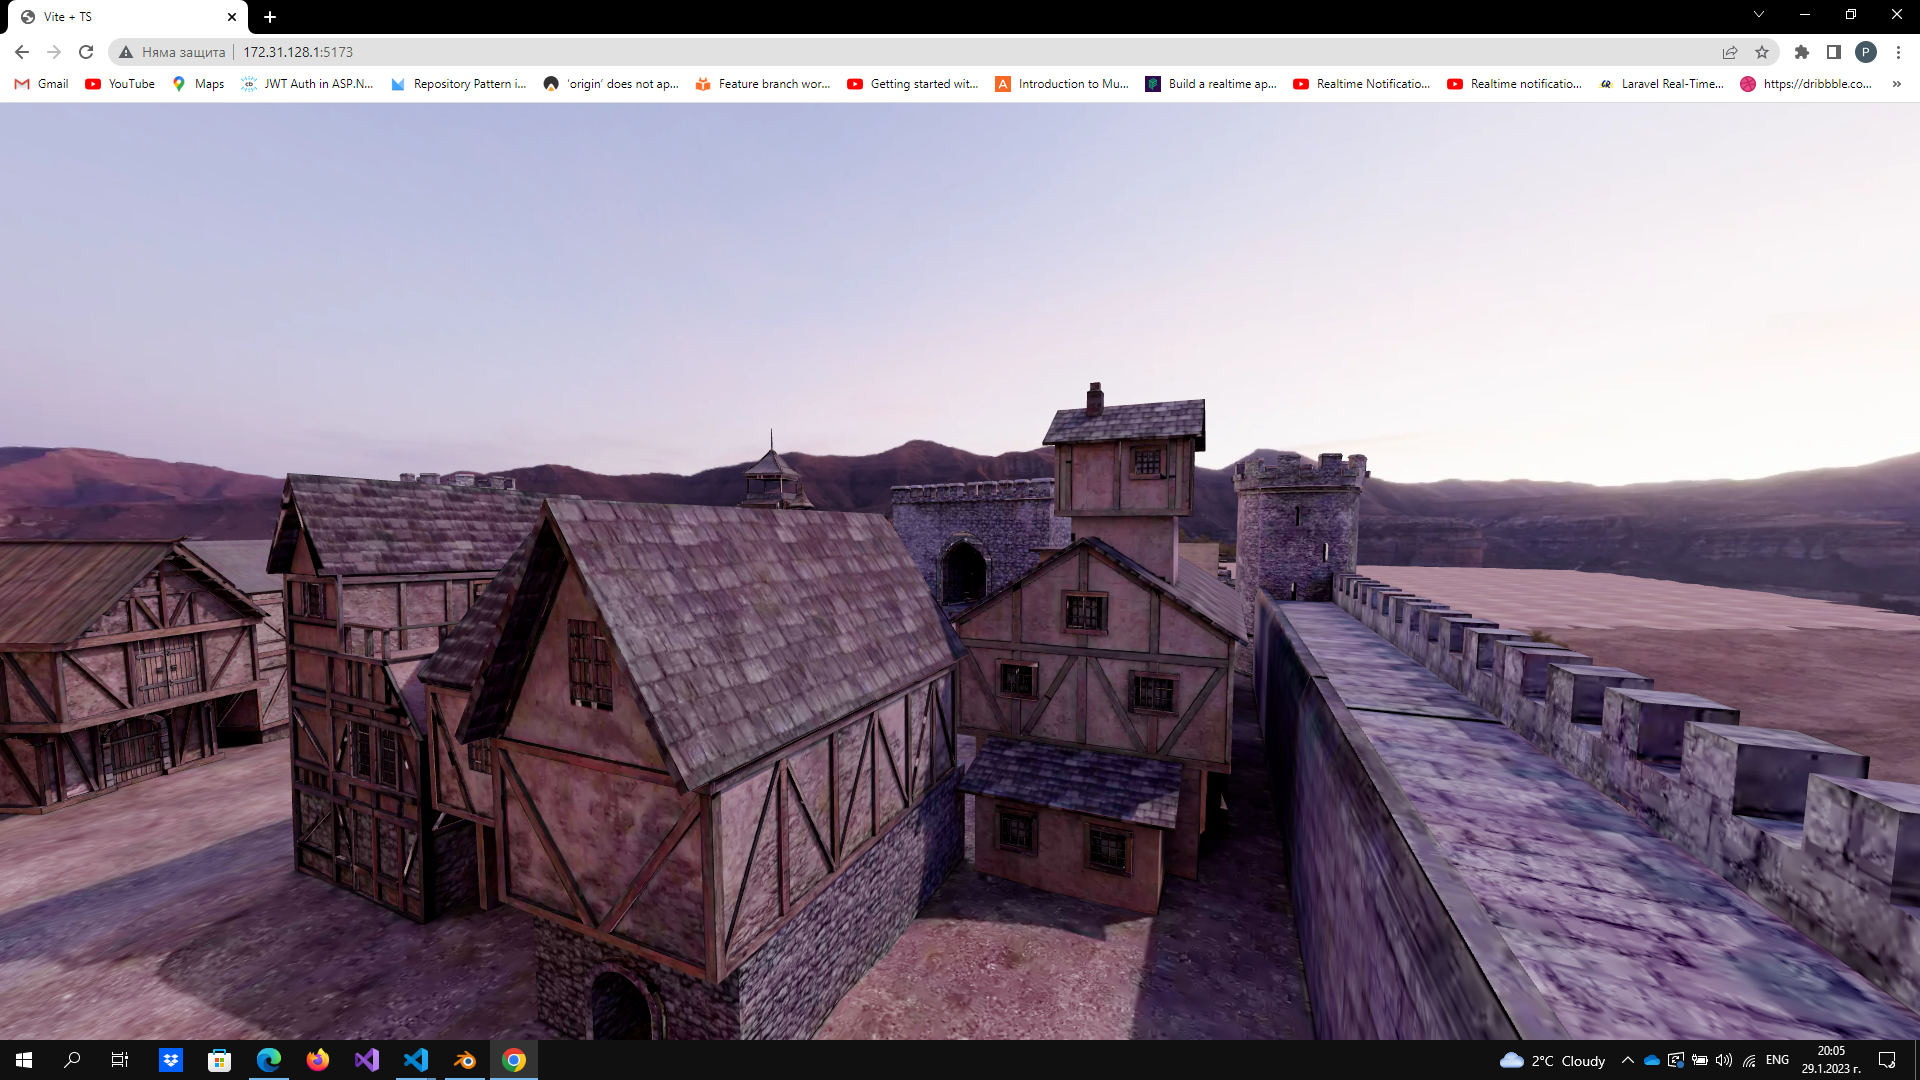 Vite + TS
Няма защита 172.31.128.1:5173
Gmail YouTube Maps JWT Auth in ASP.N... Repository Pattern i... 'origin' does not ap... Feature branch wor... Getting started wit... Introduction to Mu... Build a realtime ap... Realtime Notificatio... Realtime notificatio... Laravel Real-Time... https://dribbble.co... »
2°C Cloudy ENG 20:05
29.1.2023 г.